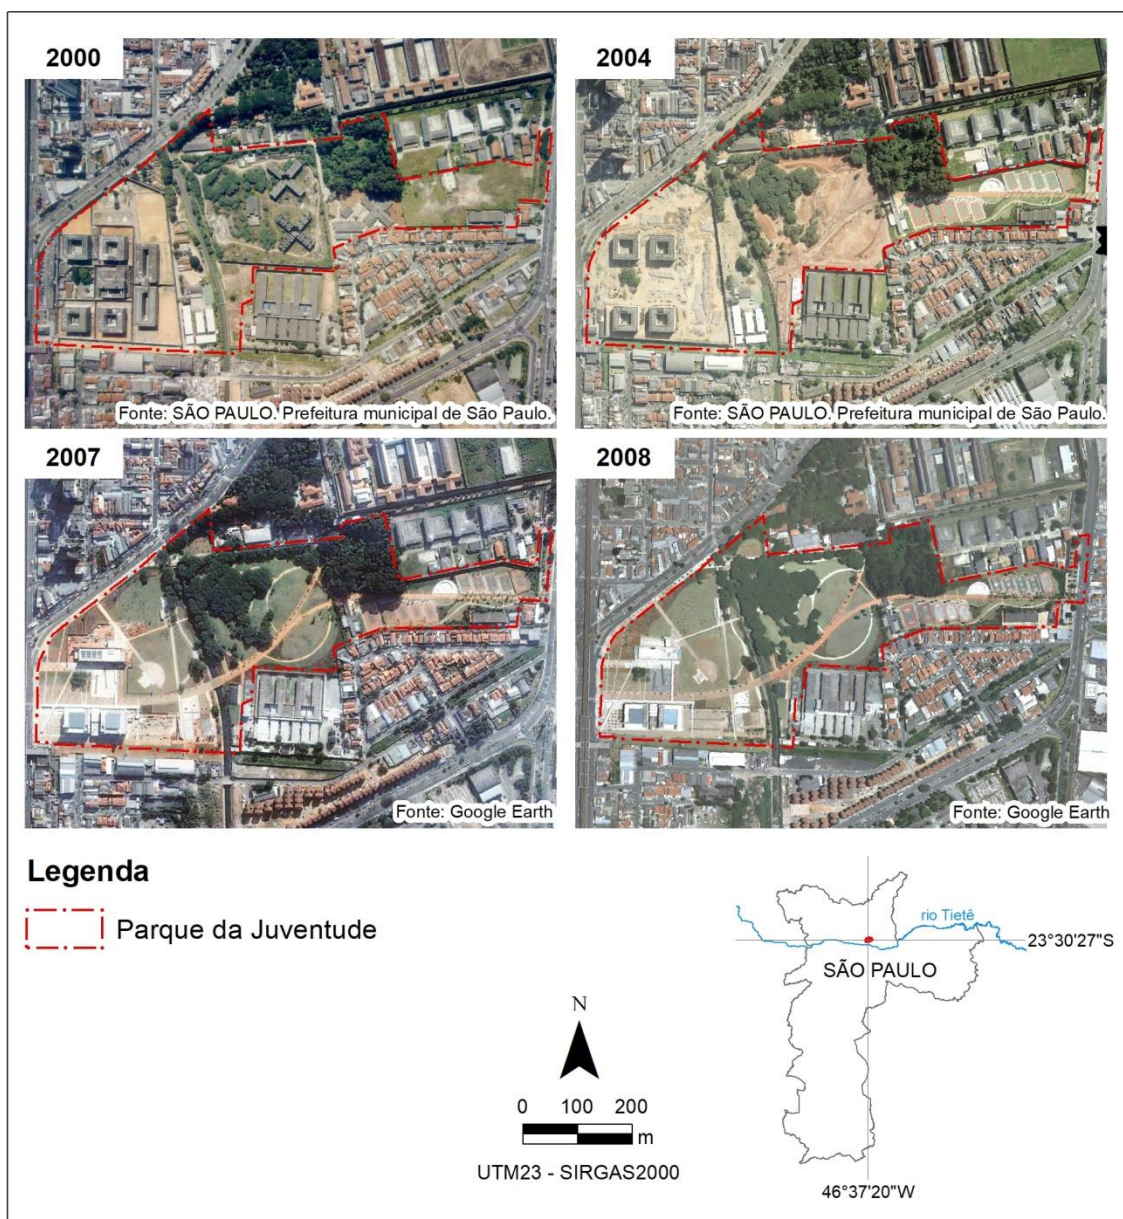 2000
2004
Fonte: SÃO PAULO. Prefeitura municipal de São Paulo.
Fonte: SÃO PAULO. Prefeitura municipal de São Paulo.
2007
2008
Fonte: Google Earth
Fonte: Google Earth
Legenda
Parque da Juventude
rio Tietê
23°30'27"S
SÃO PAULO
N
0 100 200
m
UTM23 - SIRGAS2000
46°37'20"W